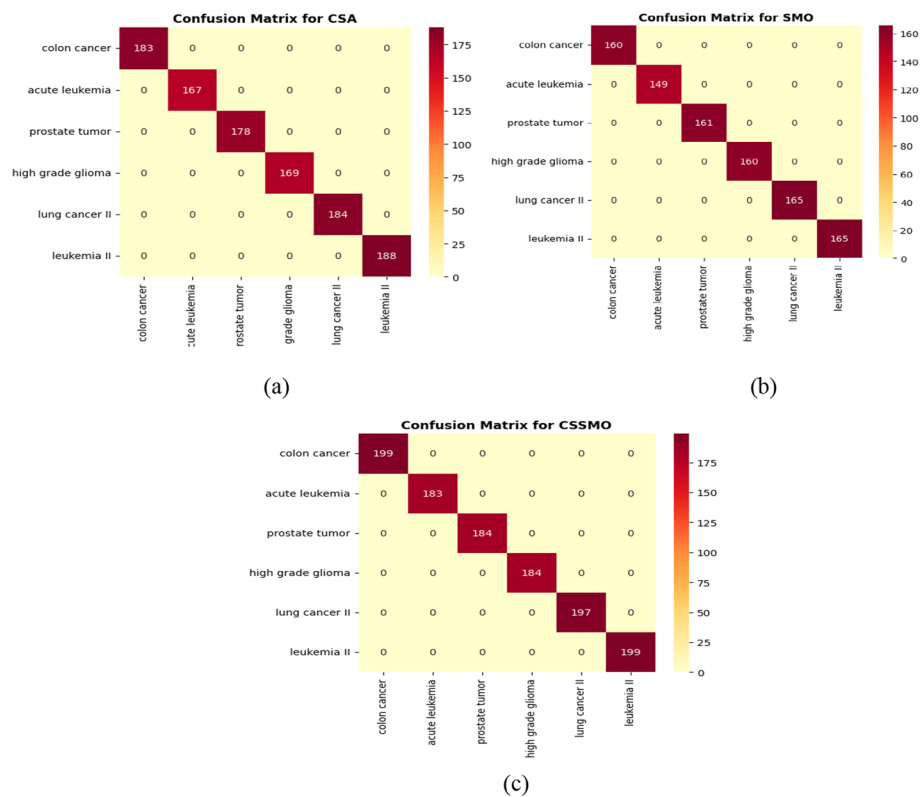 Confusion Matrix for CSA
colon cancer 183 0 0 0 0 0
acute leukemia 0 167 0 0 0 0
prostate tumor 0 0 178 0 0 0
high grade glioma 0 0 0 169 0 0
lung cancer II 0 0 0 0 184 0
leukemia II 0 0 0 0 0 188
175
150
125
100
75
50
25
0
colon cancer
cute leukemia
rostate tumor
grade glioma
lung cancer II
leukemia II
(a)
Confusion Matrix for SMO
colon cancer 160 0 0 0 0 0
acute leukemia 0 149 0 0 0 0
prostate tumor 0 0 161 0 0 0
high grade glioma 0 0 0 160 0 0
lung cancer II 0 0 0 0 165 0
leukemia II 0 0 0 0 0 165
160
140
120
100
80
60
40
20
0
colon cancer
acute leukemia
prostate tumor
high grade glioma
lung cancer II
leukemia II
(b)
Confusion Matrix for CSSMO
colon cancer 199 0 0 0 0 0
acute leukemia 0 183 0 0 0 0
prostate tumor 0 0 184 0 0 0
high grade glioma 0 0 0 184 0 0
lung cancer II 0 0 0 0 197 0
leukemia II 0 0 0 0 0 199
175
150
125
100
75
50
25
0
colon cancer
acute leukemia
prostate tumor
high grade glioma
lung cancer II
leukemia II
(c)